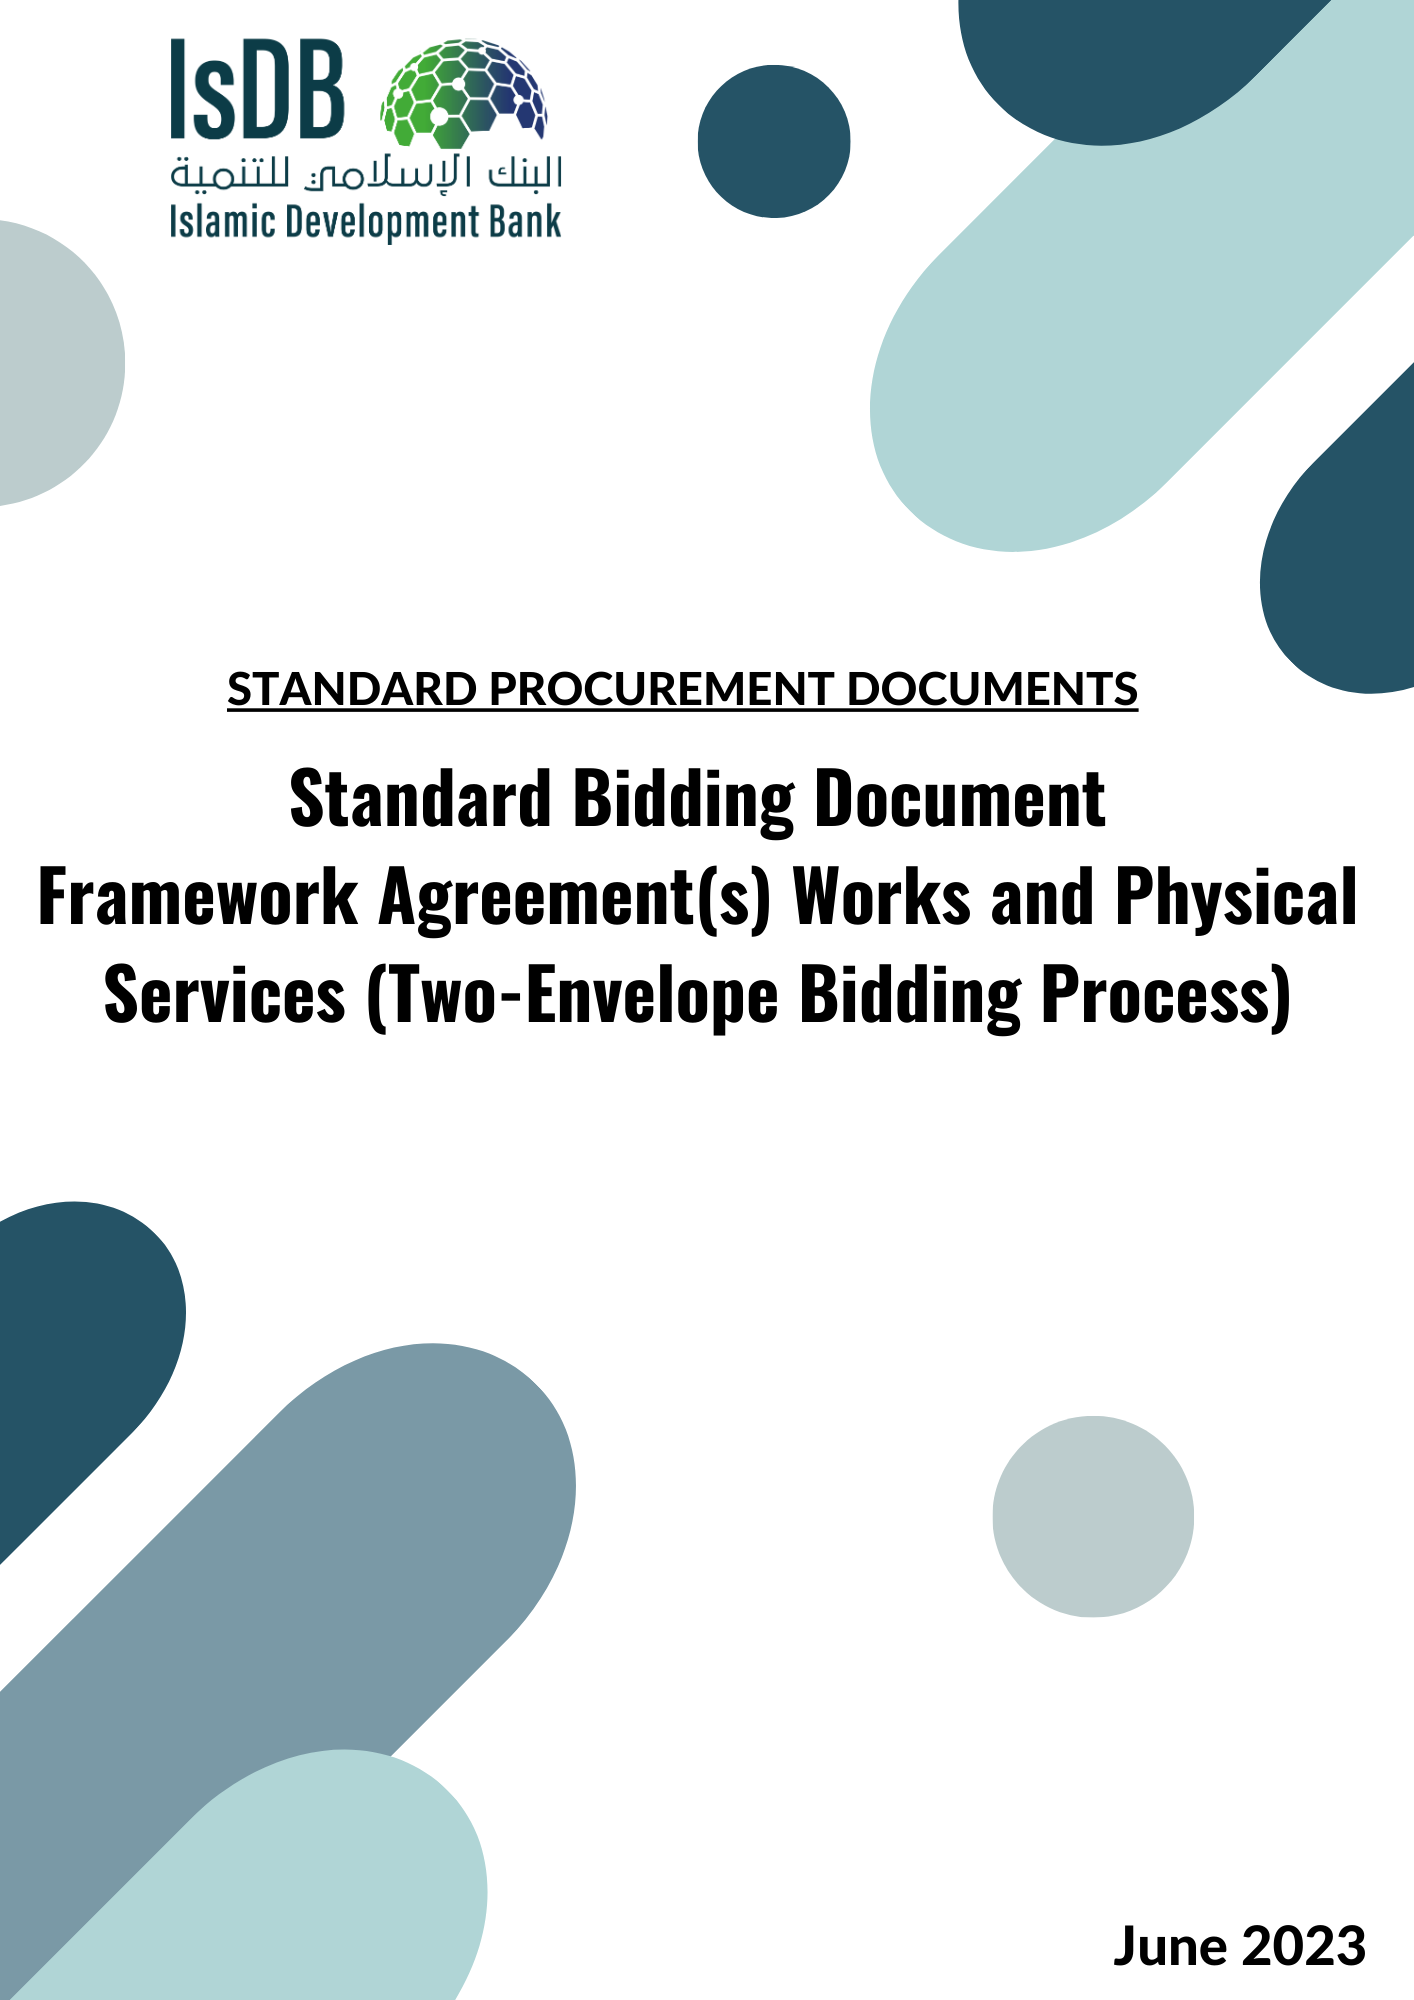 IsDB
البنك الإسلامي للتنمية
Islamic Development Bank
STANDARD PROCUREMENT DOCUMENTS
Standard Bidding Document
Framework Agreement(s) Works and Physical
Services (Two-Envelope Bidding Process)
June 2023